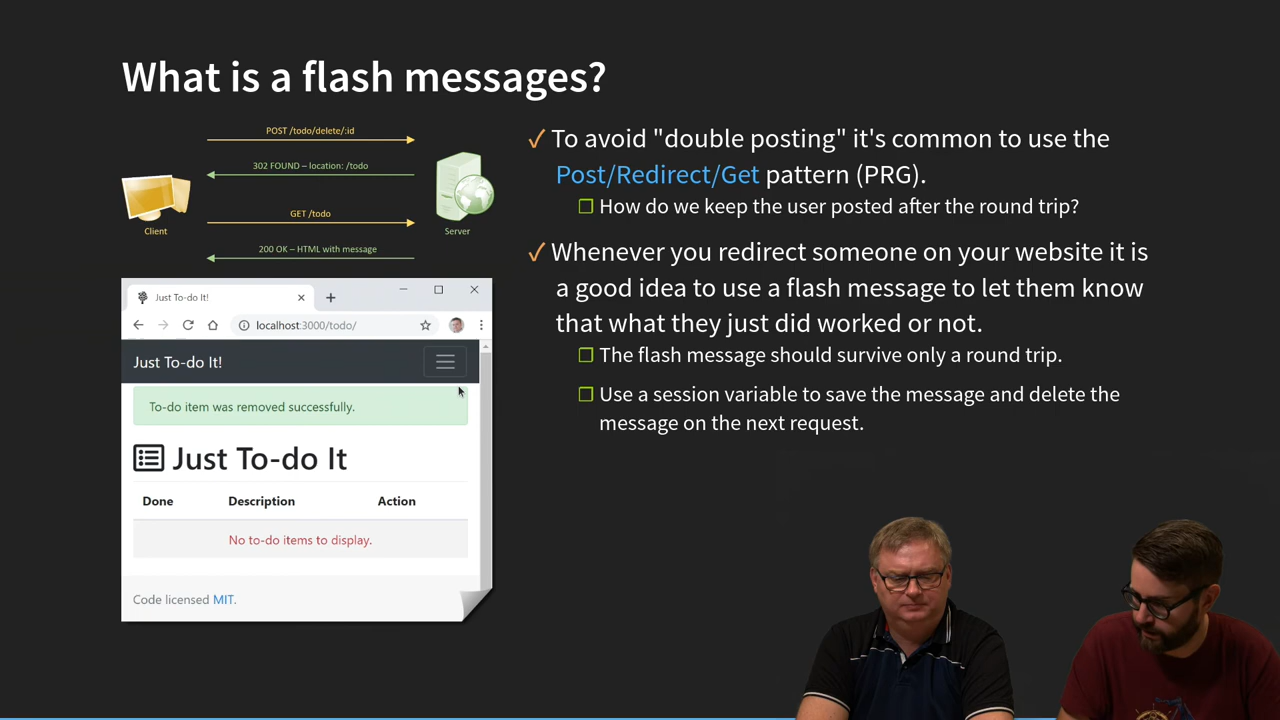 What is a flash messages?
POST /todo/delete/:id
302 FOUND – location: /todo
GET /todo
200 OK – HTML with message
Client
Server
Just To-do It!
localhost:3000/todo/
Just To-do It!
To-do item was removed successfully.
Just To-do It
Done Description Action
No to-do items to display.
Code licensed MIT.
✓ To avoid "double posting" it's common to use the
Post/Redirect/Get pattern (PRG).
❐ How do we keep the user posted after the round trip?
✓ Whenever you redirect someone on your website it is
a good idea to use a flash message to let them know
that what they just did worked or not.
❐ The flash message should survive only a round trip.
❐ Use a session variable to save the message and delete the
message on the next request.